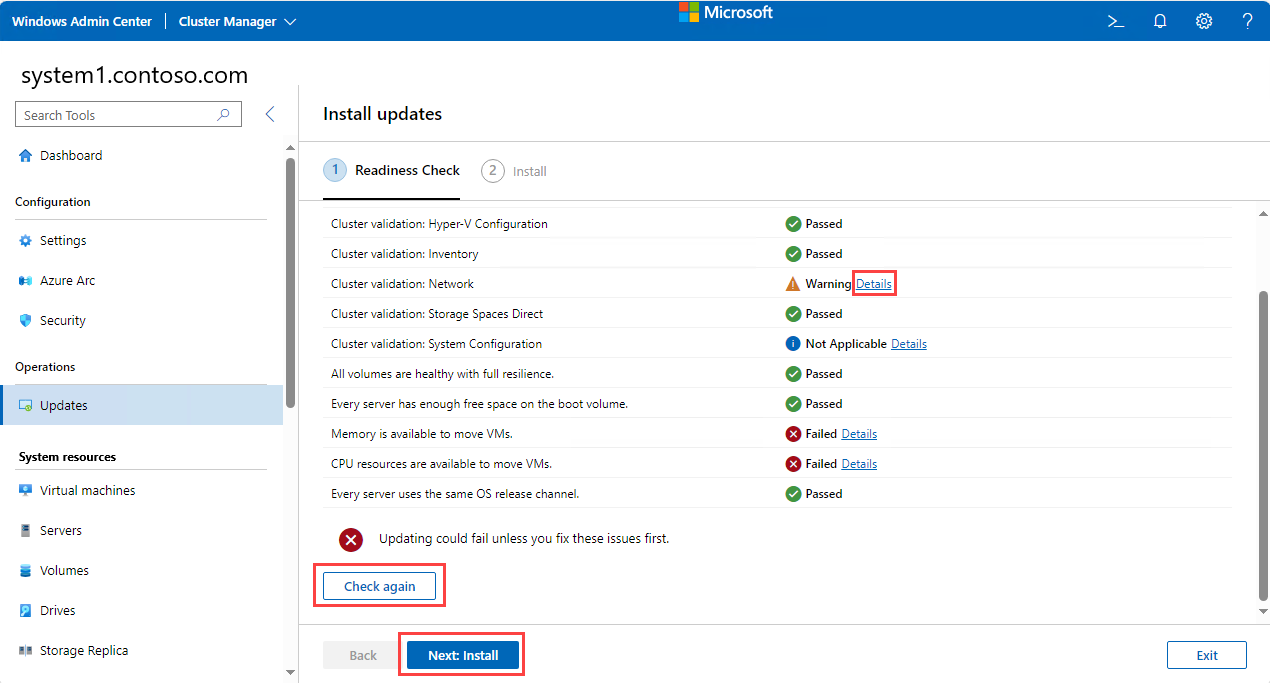 Windows Admin Center | Cluster Manager
Microsoft
>_
?
system1.contoso.com
Search Tools
Dashboard
Configuration
Settings
Azure Arc
Security
Operations
Updates
System resources
Virtual machines
Servers
Volumes
Drives
Storage Replica
Install updates
1 Readiness Check
2 Install
Cluster validation: Hyper-V Configuration Passed
Cluster validation: Inventory Passed
Cluster validation: Network Warning Details
Cluster validation: Storage Spaces Direct Passed
Cluster validation: System Configuration Not Applicable Details
All volumes are healthy with full resilience. Passed
Every server has enough free space on the boot volume. Passed
Memory is available to move VMs. Failed Details
CPU resources are available to move VMs. Failed Details
Every server uses the same OS release channel. Passed
Updating could fail unless you fix these issues first.
Check again
Back
Next: Install
Exit